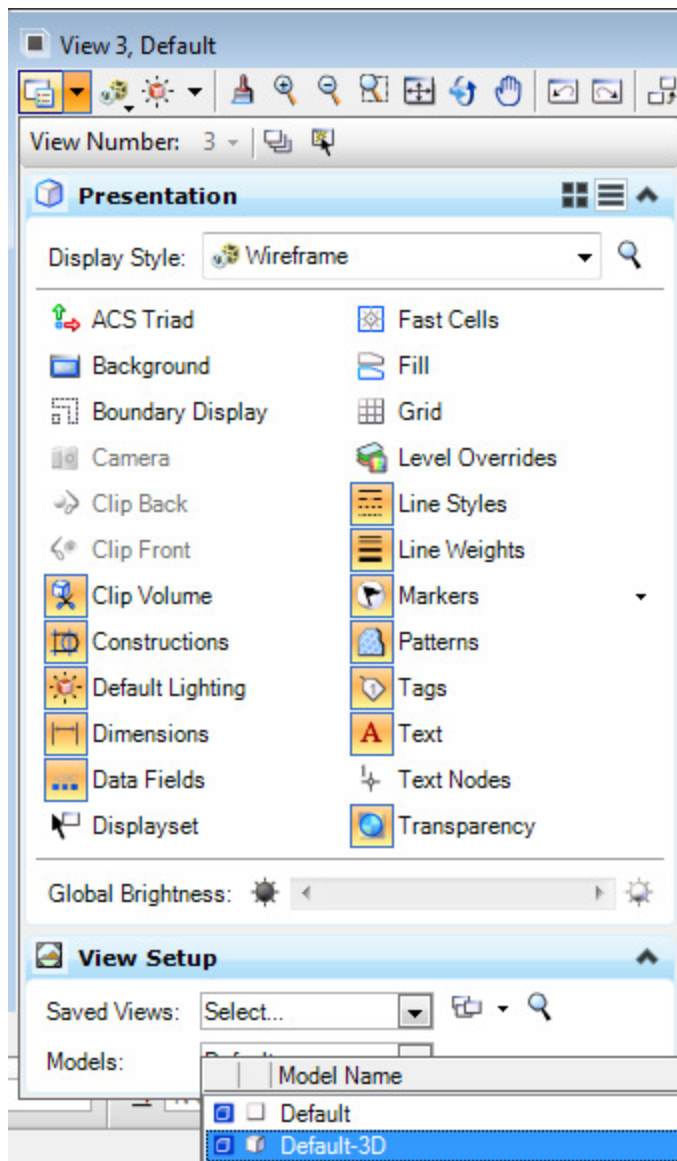 View 3, Default
View Number: 3
Presentation
Display Style: Wireframe
ACS Triad
Fast Cells
Background
Fill
Boundary Display
Grid
Camera
Level Overrides
Clip Back
Line Styles
Clip Front
Line Weights
Clip Volume
Markers
Constructions
Patterns
Default Lighting
Tags
Dimensions
A Text
Data Fields
Text Nodes
Displayset
Transparency
Global Brightness:
View Setup
Saved Views: Select...
Models:
Model Name
Default
Default-3D